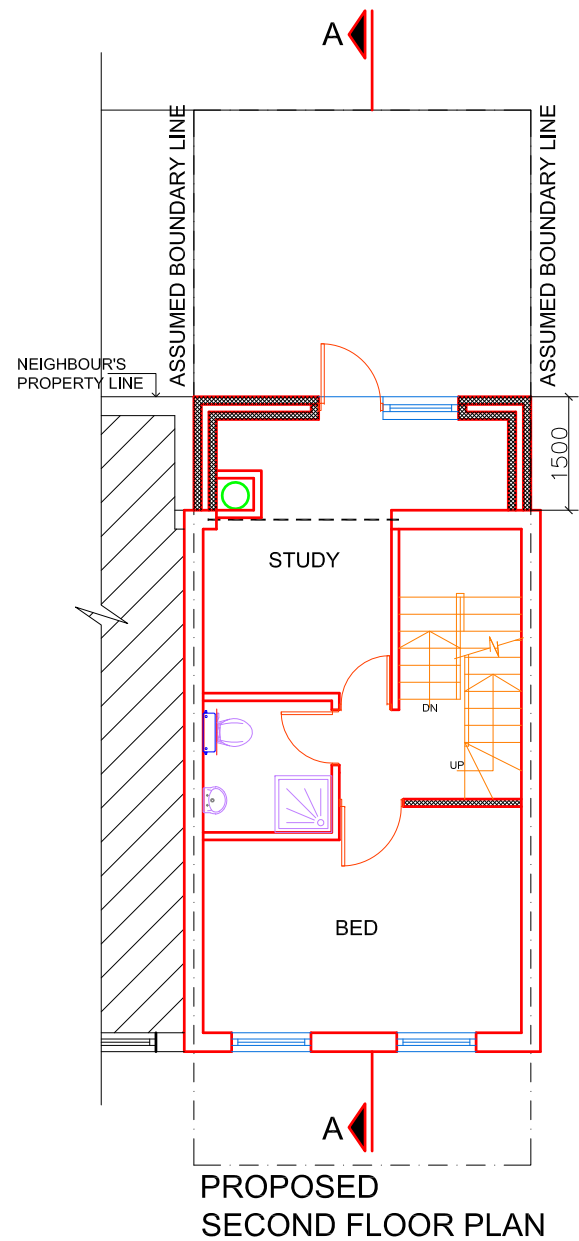 A
ASSUMED BOUNDARY LINE
ASSUMED BOUNDARY LINE
NEIGHBOUR'S
PROPERTY LINE
1500
STUDY
DN
UP
BED
A
PROPOSED
SECOND FLOOR PLAN